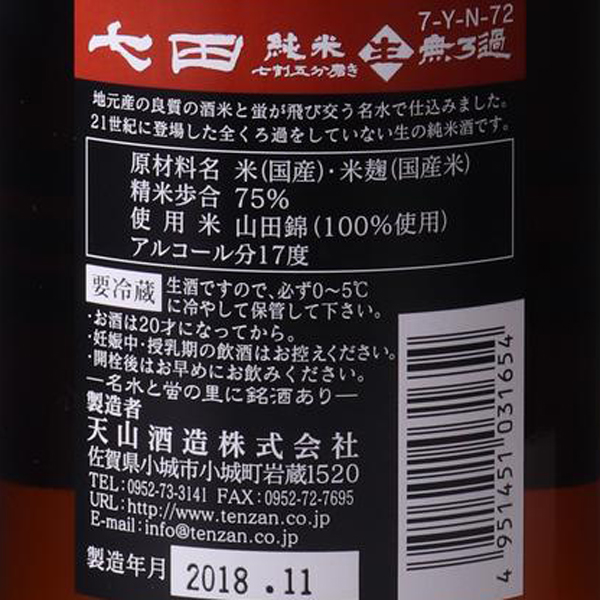 7-Y-N-72
七田 純米 生 無ろ過
七割五分磨き
地元産の良質の酒米と蛍が飛び交う名水で仕込みました。
21世紀に登場した全くろ過をしていない生の純米酒です。
原材料名 米(国産)・米麹(国産米)
精米歩合 75%
使用米 山田錦(100%使用)
アルコール分17度
要冷蔵 生酒ですので、必ず0~5℃
に冷やして保管して下さい。
・お酒は20才になってから。
・妊娠中・授乳期の飲酒はお控えください。
・開栓後はお早めにお飲みください。
—名水と蛍の里に銘酒あり—
製造者
天山酒造株式会社
佐賀県小城市小城町岩蔵1520
TEL:0952-73-3141 FAX:0952-72-7695
URL:http://www.tenzan.co.jp
E-mail:info@tenzan.co.jp
製造年月 2018.11
4 951451 031654